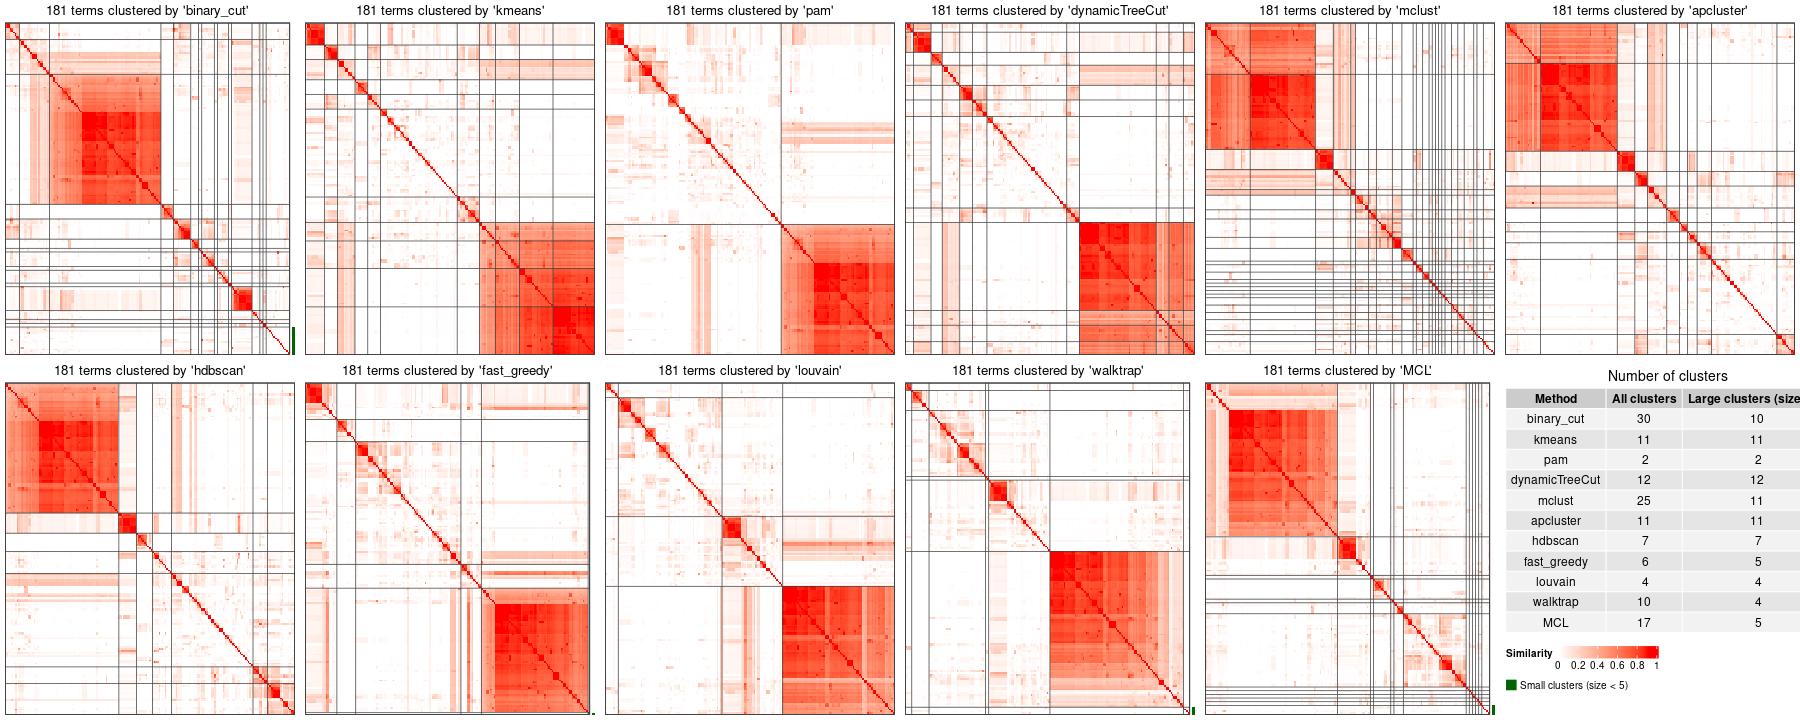 181 terms clustered by 'binary_cut'
181 terms clustered by 'kmeans'
181 terms clustered by 'pam'
181 terms clustered by 'dynamicTreeCut'
181 terms clustered by 'mclust'
181 terms clustered by 'apcluster'
181 terms clustered by 'hdbscan'
181 terms clustered by 'fast_greedy'
181 terms clustered by 'louvain'
181 terms clustered by 'walktrap'
181 terms clustered by 'MCL'
Number of clusters
Method All clusters Large clusters (size
binary_cut 30 10
kmeans 11 11
pam 2 2
dynamicTreeCut 12 12
mclust 25 11
apcluster 11 11
hdbscan 7 7
fast_greedy 6 5
louvain 4 4
walktrap 10 4
MCL 17 5
Similarity
0 0.2 0.4 0.6 0.8 1
Small clusters (size < 5)